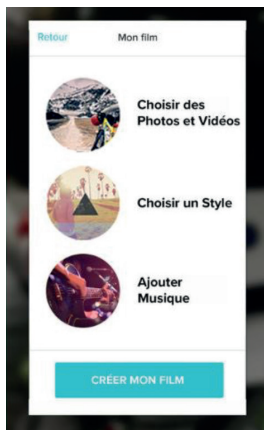 Retour Mon film
Choisir des
Photos et Vidéos
Choisir un Style
Ajouter
Musique
CRÉER MON FILM